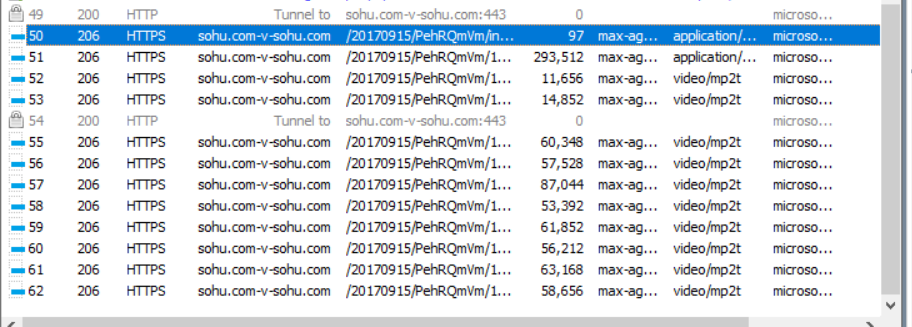 49 200 HTTP Tunnel to sohu.com-v-sohu.com:443 0 microso...
50 206 HTTPS sohu.com-v-sohu.com /20170915/PehRQmVm/in... 97 max-ag... application/... microso...
51 206 HTTPS sohu.com-v-sohu.com /20170915/PehRQmVm/1... 293,512 max-ag... application/... microso...
52 206 HTTPS sohu.com-v-sohu.com /20170915/PehRQmVm/1... 11,656 max-ag... video/mp2t microso...
53 206 HTTPS sohu.com-v-sohu.com /20170915/PehRQmVm/1... 14,852 max-ag... video/mp2t microso...
54 200 HTTP Tunnel to sohu.com-v-sohu.com:443 0 microso...
55 206 HTTPS sohu.com-v-sohu.com /20170915/PehRQmVm/1... 60,348 max-ag... video/mp2t microso...
56 206 HTTPS sohu.com-v-sohu.com /20170915/PehRQmVm/1... 57,528 max-ag... video/mp2t microso...
57 206 HTTPS sohu.com-v-sohu.com /20170915/PehRQmVm/1... 87,044 max-ag... video/mp2t microso...
58 206 HTTPS sohu.com-v-sohu.com /20170915/PehRQmVm/1... 53,392 max-ag... video/mp2t microso...
59 206 HTTPS sohu.com-v-sohu.com /20170915/PehRQmVm/1... 61,852 max-ag... video/mp2t microso...
60 206 HTTPS sohu.com-v-sohu.com /20170915/PehRQmVm/1... 56,212 max-ag... video/mp2t microso...
61 206 HTTPS sohu.com-v-sohu.com /20170915/PehRQmVm/1... 63,168 max-ag... video/mp2t microso...
62 206 HTTPS sohu.com-v-sohu.com /20170915/PehRQmVm/1... 58,656 max-ag... video/mp2t microso...